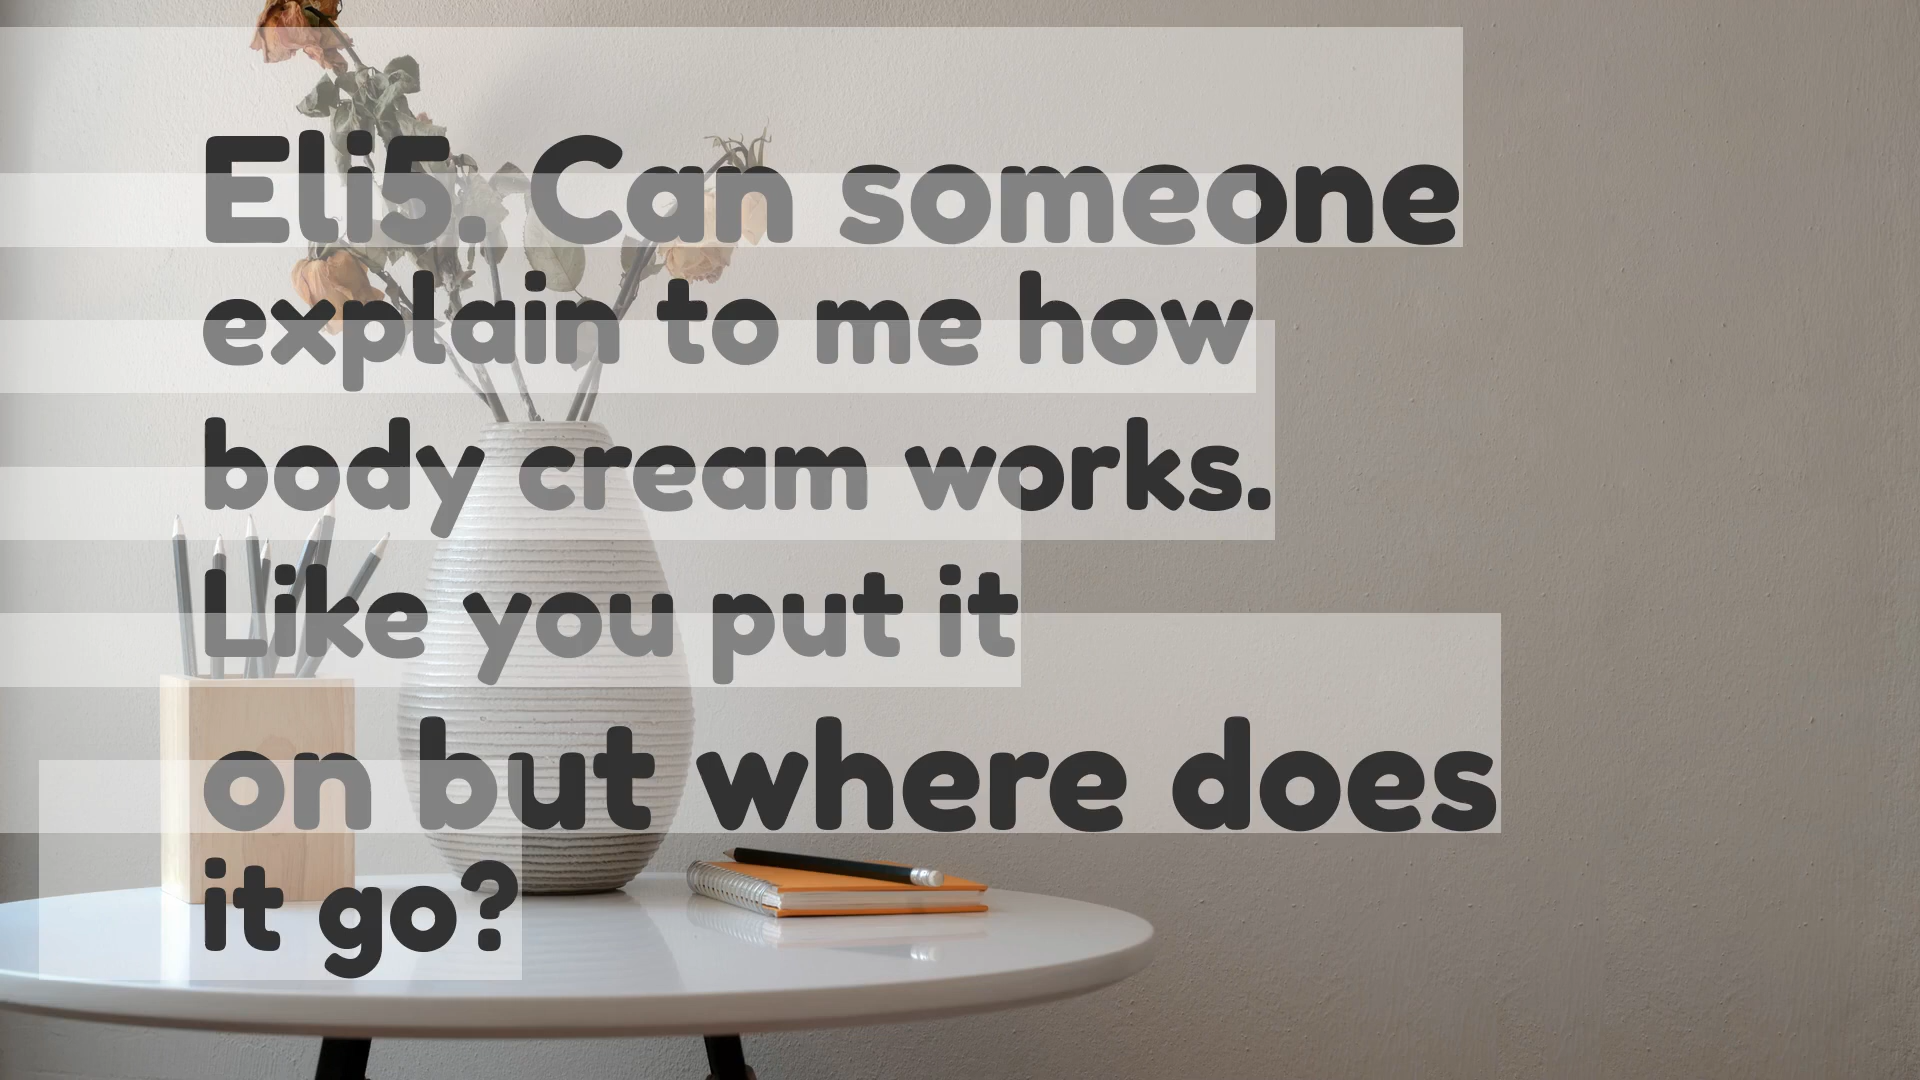 Eli5. Can someone
explain to me how
body cream works.
Like you put it
on but where does
it go?